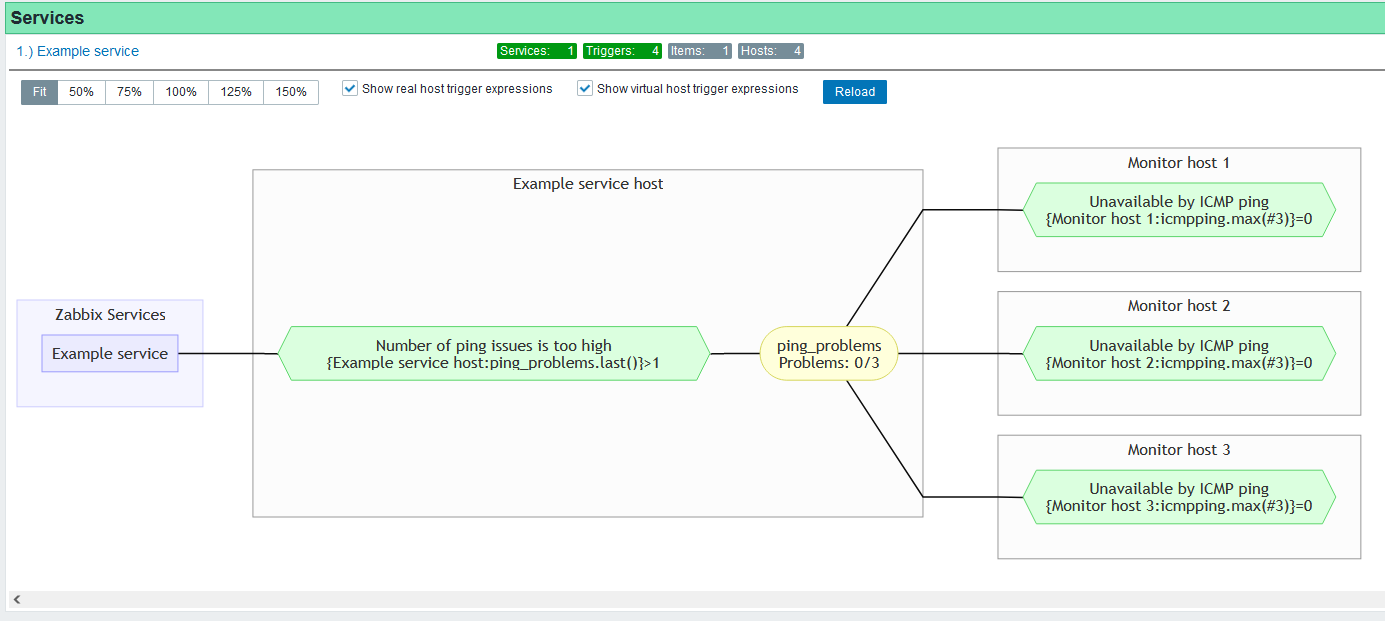 Services
1.) Example service
Services: 1 Triggers: 4 Items: 1 Hosts: 4
Fit 50% 75% 100% 125% 150%
Show real host trigger expressions
Show virtual host trigger expressions
Reload
Zabbix Services
Example service
Example service host
Number of ping issues is too high
{Example service host:ping_problems.last()}>1
ping_problems
Problems: 0/3
Monitor host 1
Unavailable by ICMP ping
{Monitor host 1:icmpping.max(#3)}=0
Monitor host 2
Unavailable by ICMP ping
{Monitor host 2:icmpping.max(#3)}=0
Monitor host 3
Unavailable by ICMP ping
{Monitor host 3:icmpping.max(#3)}=0